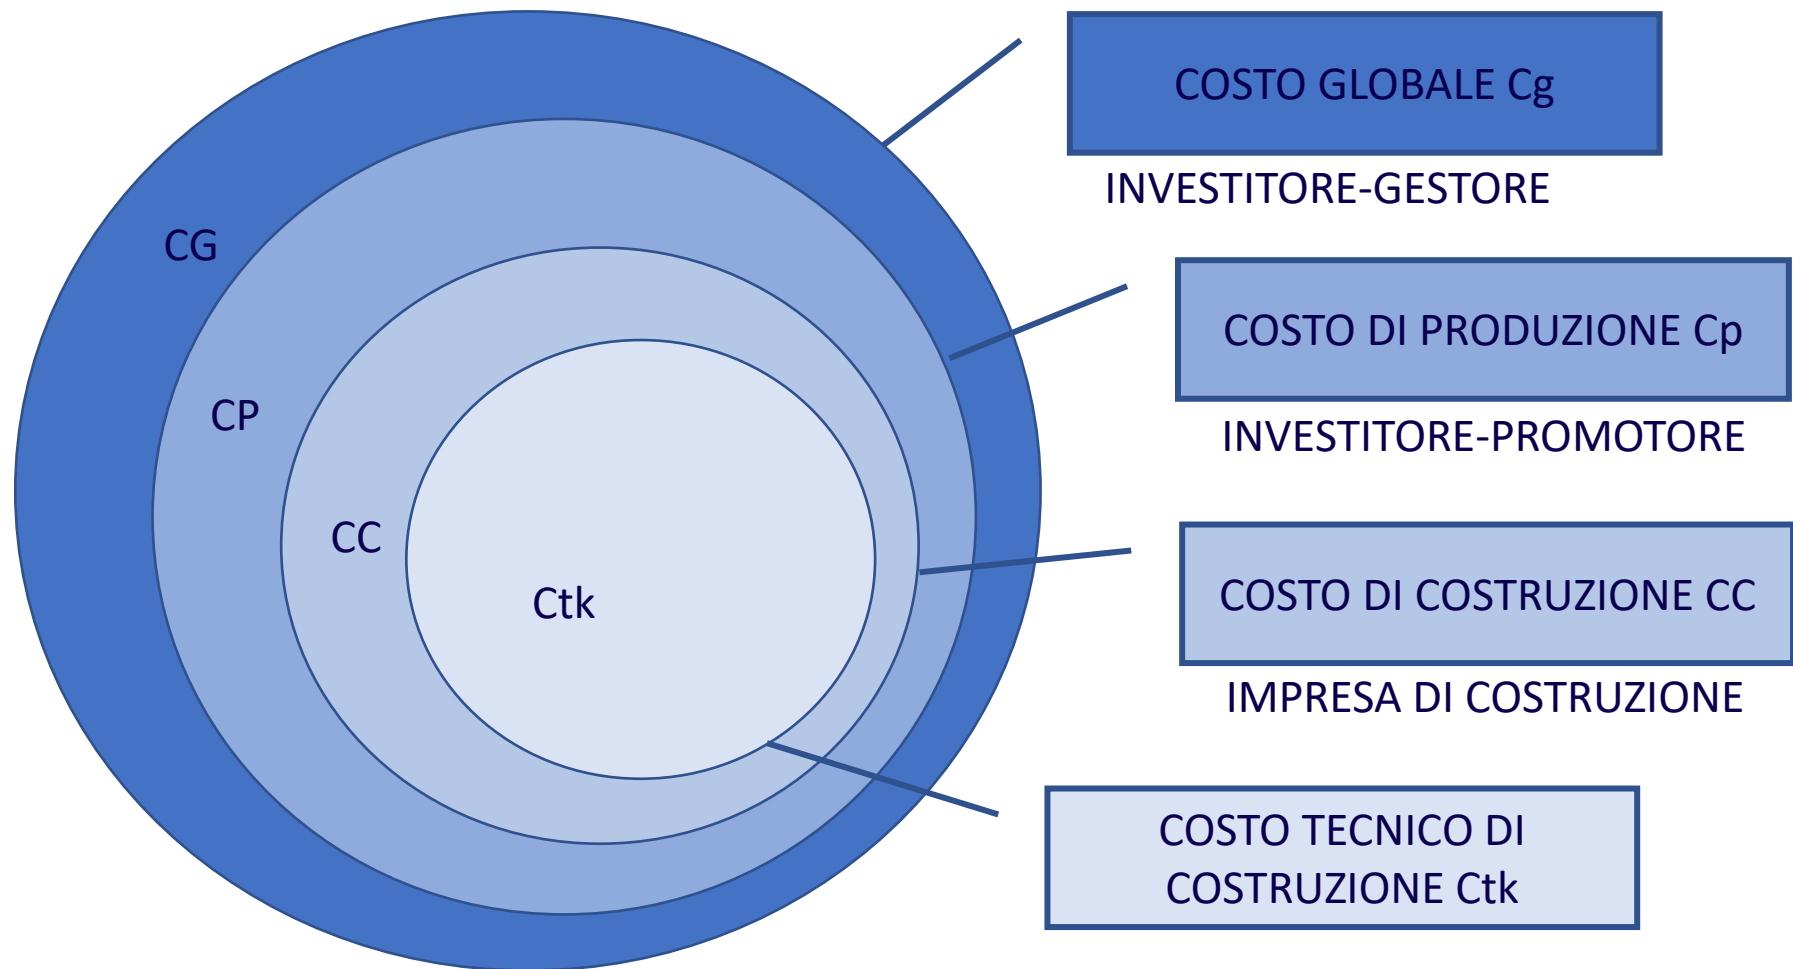 COSTO GLOBALE Cg
INVESTITORE-GESTORE
CG
COSTO DI PRODUZIONE Cp
CP
INVESTITORE-PROMOTORE
CC
COSTO DI COSTRUZIONE CC
Ctk
IMPRESA DI COSTRUZIONE
COSTO TECNICO DI
COSTRUZIONE Ctk